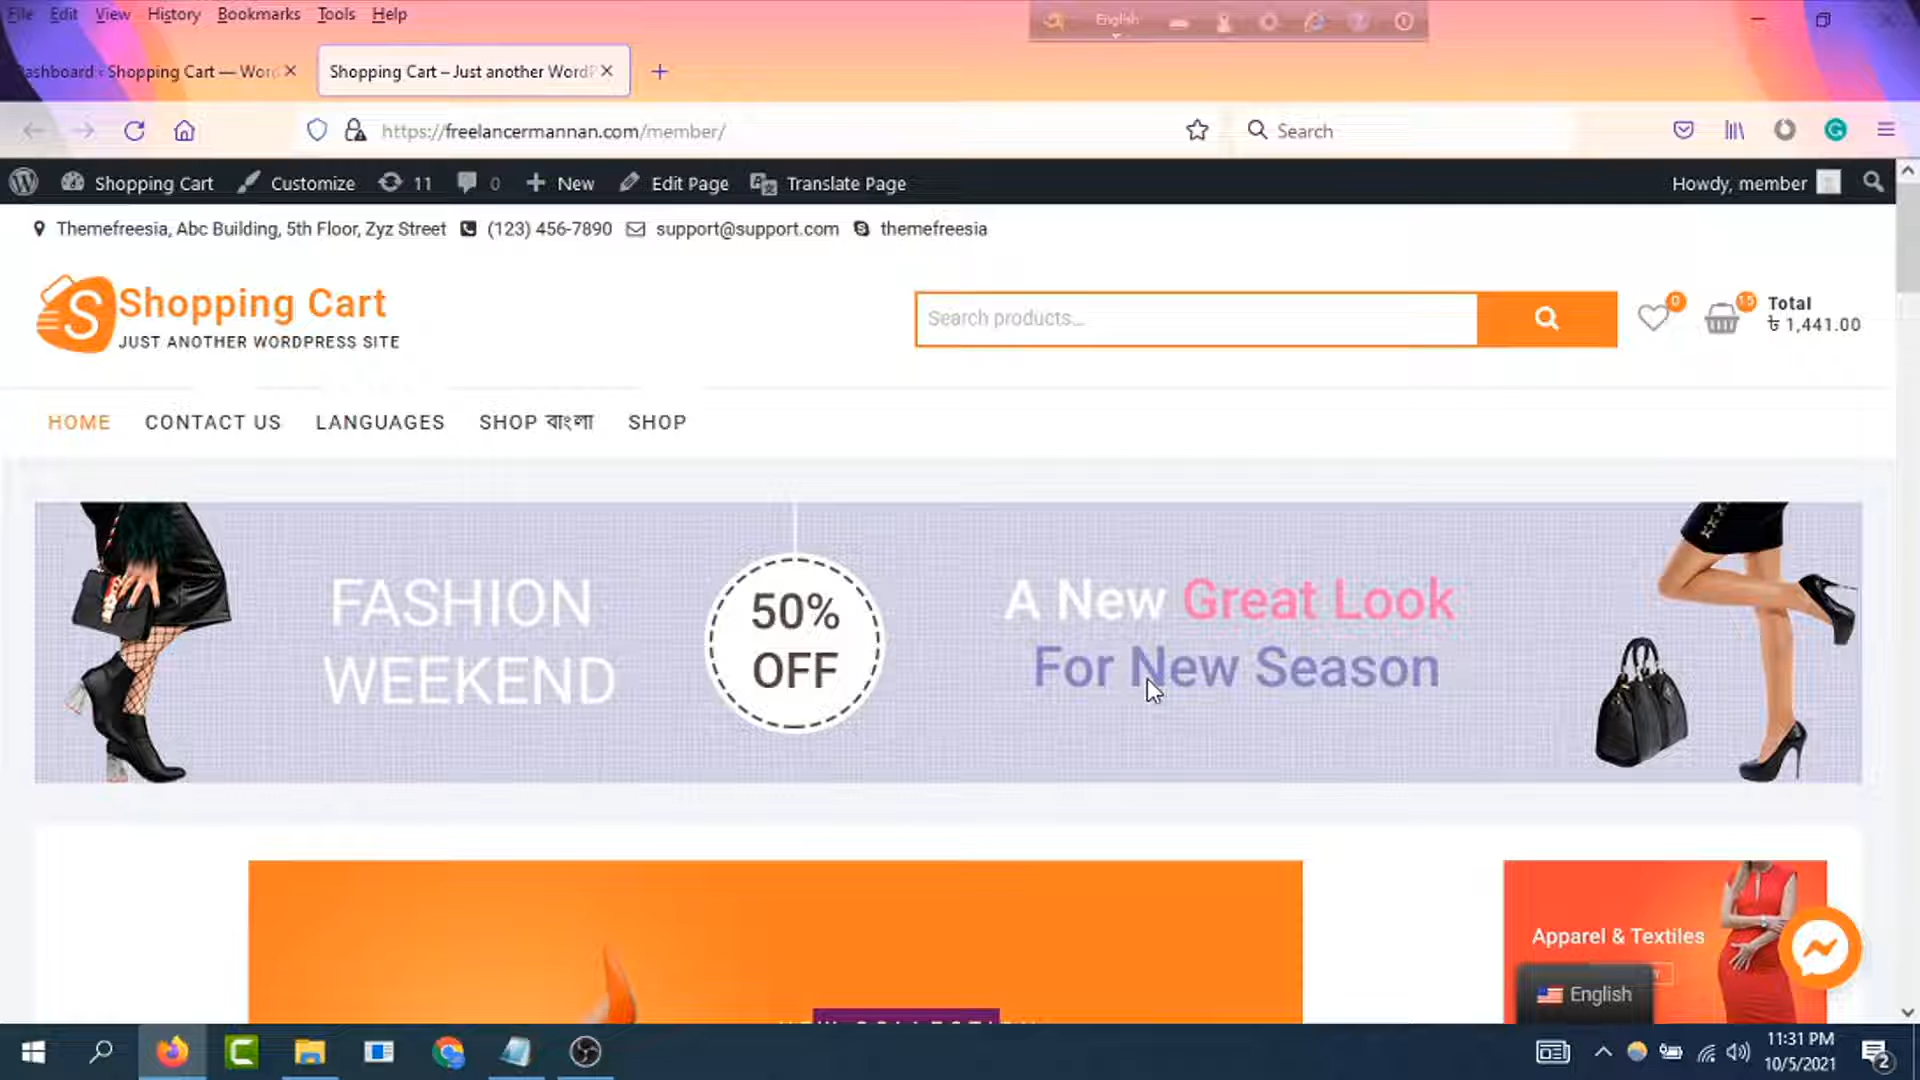 File Edit View History Bookmarks Tools Help
English
ashboard ‹ Shopping Cart — Wor
Shopping Cart – Just another Word
https://freelancermannan.com/member/
Search
Shopping Cart
Customize
11
0
New
Edit Page
Translate Page
Howdy, member
Themefreesia, Abc Building, 5th Floor, Zyz Street
(123) 456-7890
support@support.com
themefreesia
Shopping Cart
JUST ANOTHER WORDPRESS SITE
Search products…
0
15
Total
৳ 1,441.00
HOME
CONTACT US
LANGUAGES
SHOP বাংলা
SHOP
FASHION
WEEKEND
50%
OFF
A New Great Look
For New Season
Apparel & Textiles
English
11:31 PM
10/5/2021
2